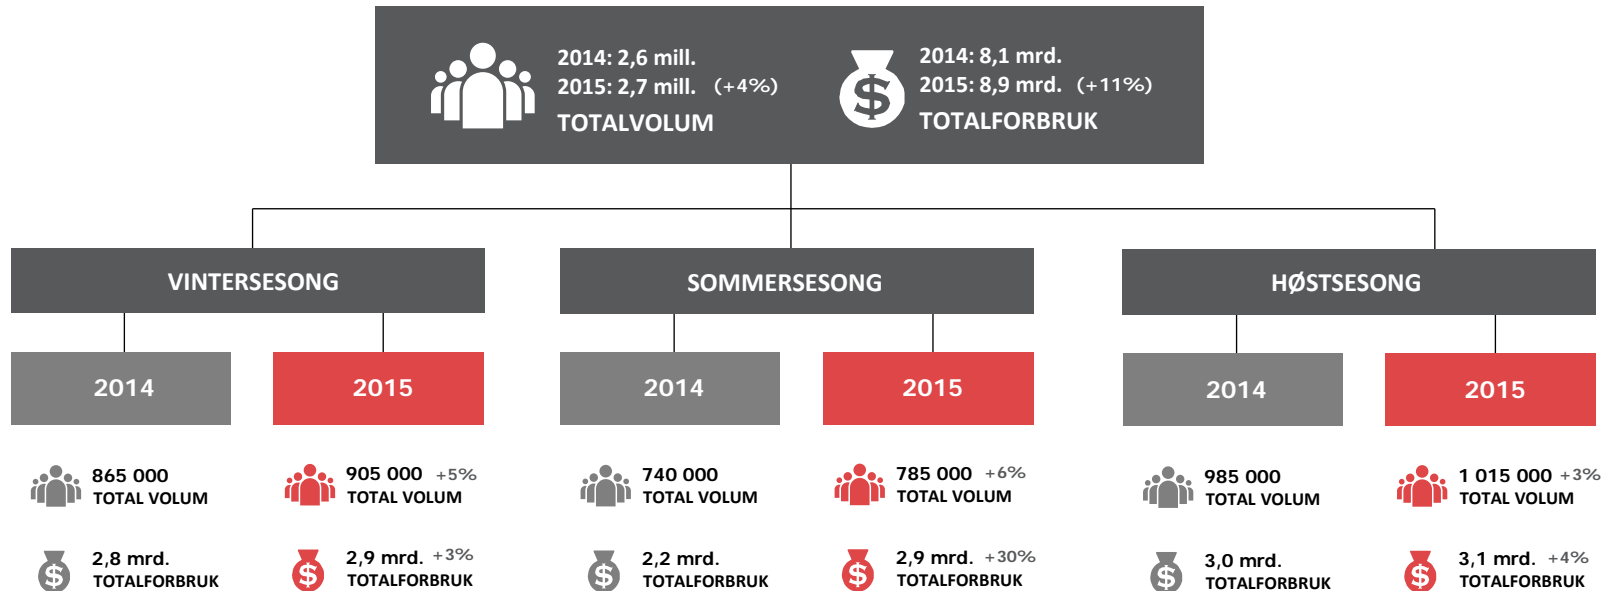 2014: 2,6 mill.
2015: 2,7 mill. (+4%)
TOTALVOLUM
2014: 8,1 mrd.
2015: 8,9 mrd. (+11%)
TOTALFORBRUK
VINTERSESONG
SOMMERSESONG
HØSTSESONG
2014
2015
2014
2015
2014
2015
865 000
TOTAL VOLUM
905 000 +5%
TOTAL VOLUM
740 000
TOTAL VOLUM
785 000 +6%
TOTAL VOLUM
985 000
TOTAL VOLUM
1 015 000 +3%
TOTAL VOLUM
2,8 mrd.
TOTALFORBRUK
2,9 mrd. +3%
TOTALFORBRUK
2,2 mrd.
TOTALFORBRUK
2,9 mrd. +30%
TOTALFORBRUK
3,0 mrd.
TOTALFORBRUK
3,1 mrd. +4%
TOTALFORBRUK